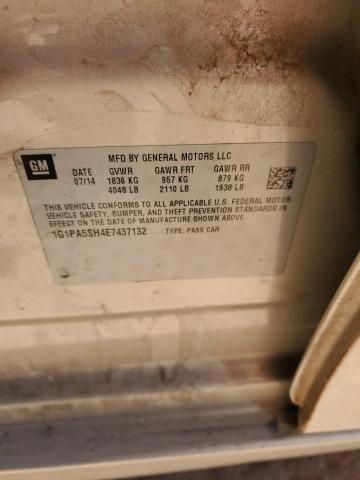 GM
MFD BY GENERAL MOTORS LLC
DATE GVWR GAWR FRT GAWR RR
07/14 1836 KG 957 KG 879 KG
4048 LB 2110 LB 1938 LB
THIS VEHICLE CONFORMS TO ALL APPLICABLE U.S. FEDERAL MOTOR
VEHICLE SAFETY, BUMPER, AND THEFT PREVENTION STANDARDS IN
EFFECT ON THE DATE OF MANUFACTURE SHOWN ABOVE.
1G1PA5SH4E7437132 TYPE: PASS CAR